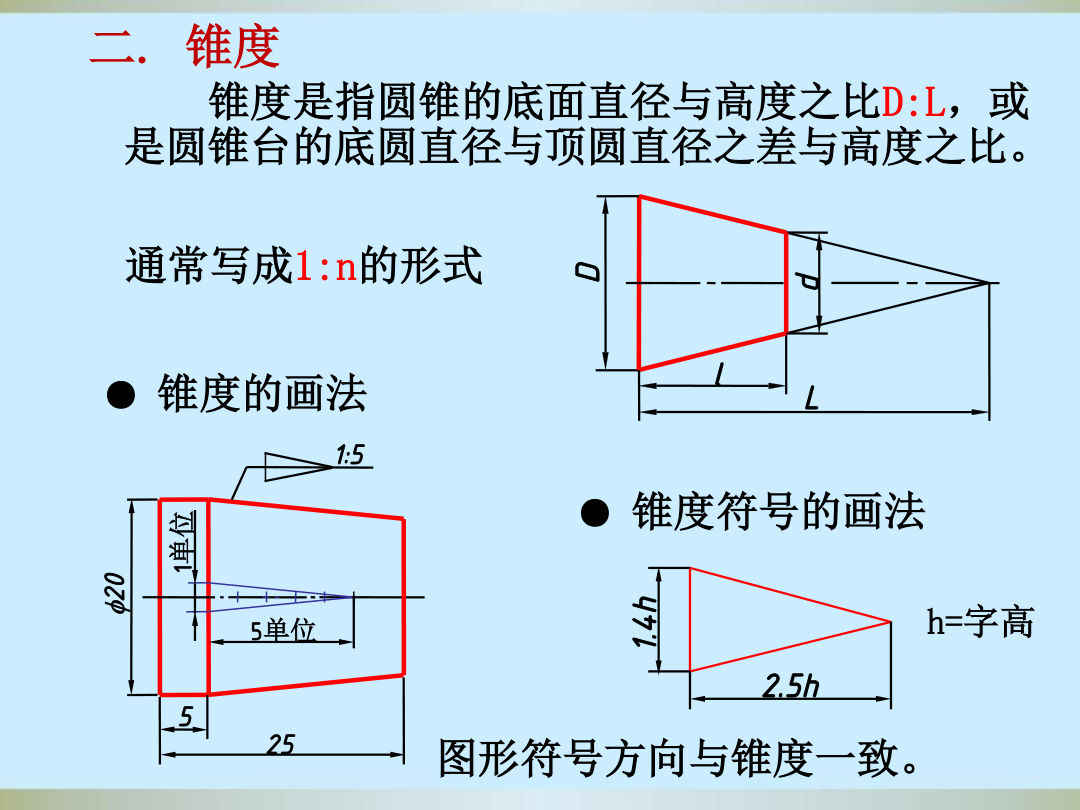 二. 锥度
锥度是指圆锥的底面直径与高度之比D:L，或
是圆锥台的底圆直径与顶圆直径之差与高度之比。
通常写成1:n的形式
D
d
l
L
● 锥度的画法
1:5
1单位
φ20
5单位
5
25
● 锥度符号的画法
1.4h
h=字高
2.5h
图形符号方向与锥度一致。